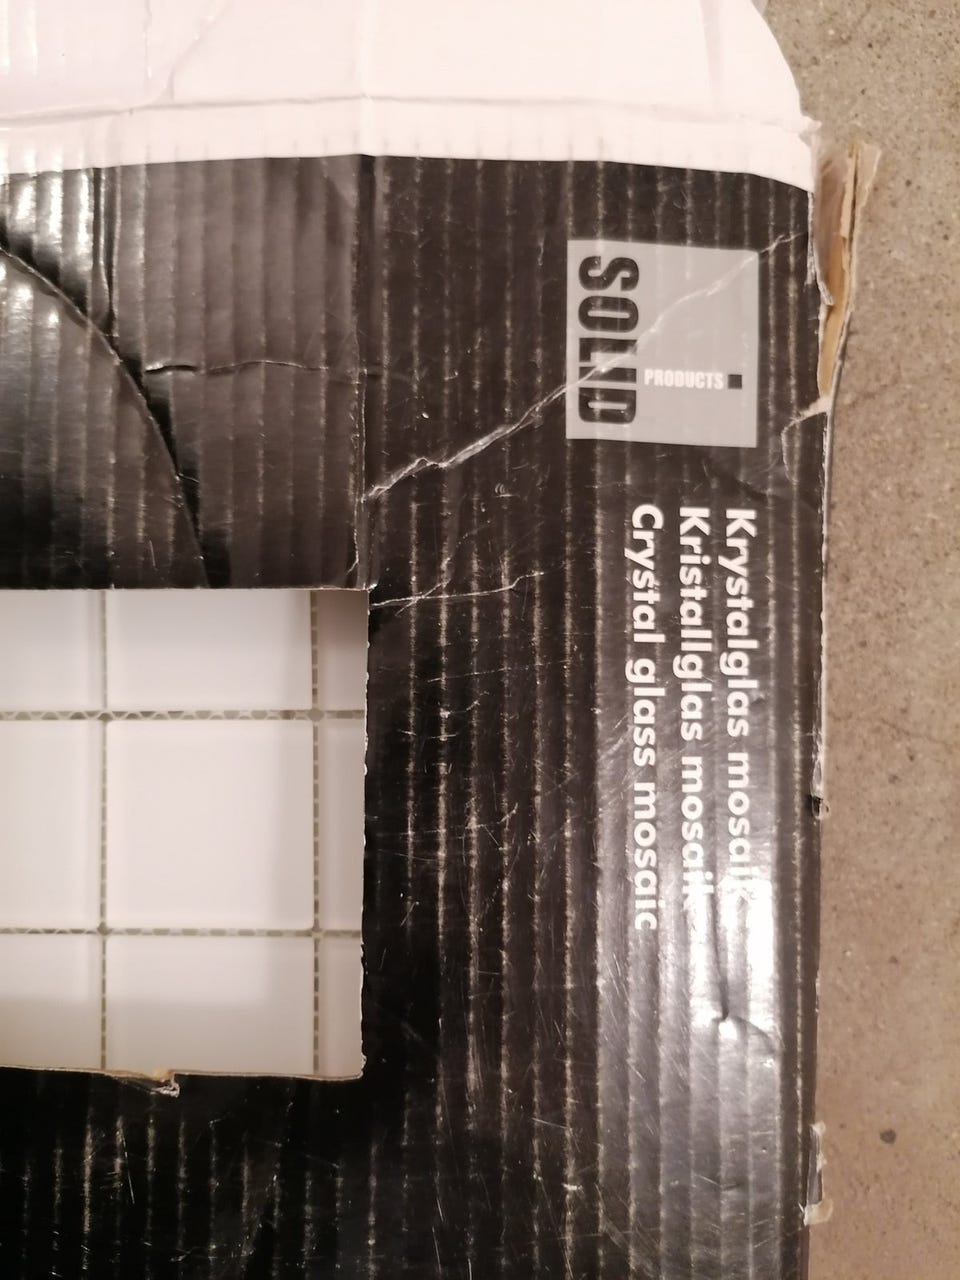 SOLID
PRODUCTS
Krystalglas mosaik
Kristallglas mosaik
Crystal glass mosaic